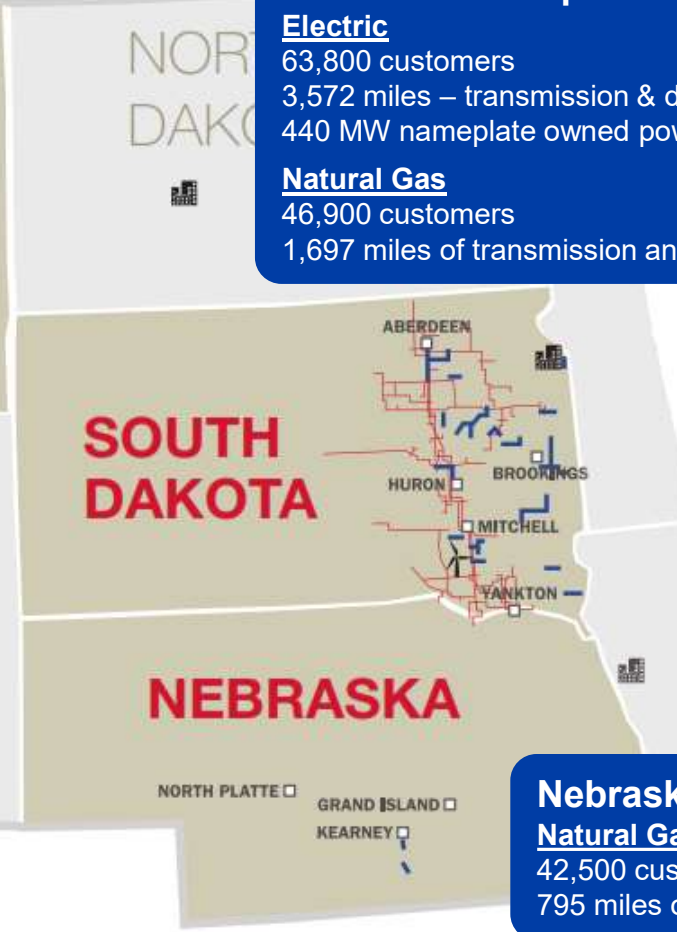 Electric
63,800 customers
3,572 miles – transmission & d
440 MW nameplate owned pow
Natural Gas
46,900 customers
1,697 miles of transmission an
NOR
DAKO
ABERDEEN
SOUTH
DAKOTA
HURON
BROOKINGS
MITCHELL
YANKTON
NEBRASKA
NORTH PLATTE
GRAND ISLAND
KEARNEY
Nebrask
Natural Ga
42,500 cus
795 miles o